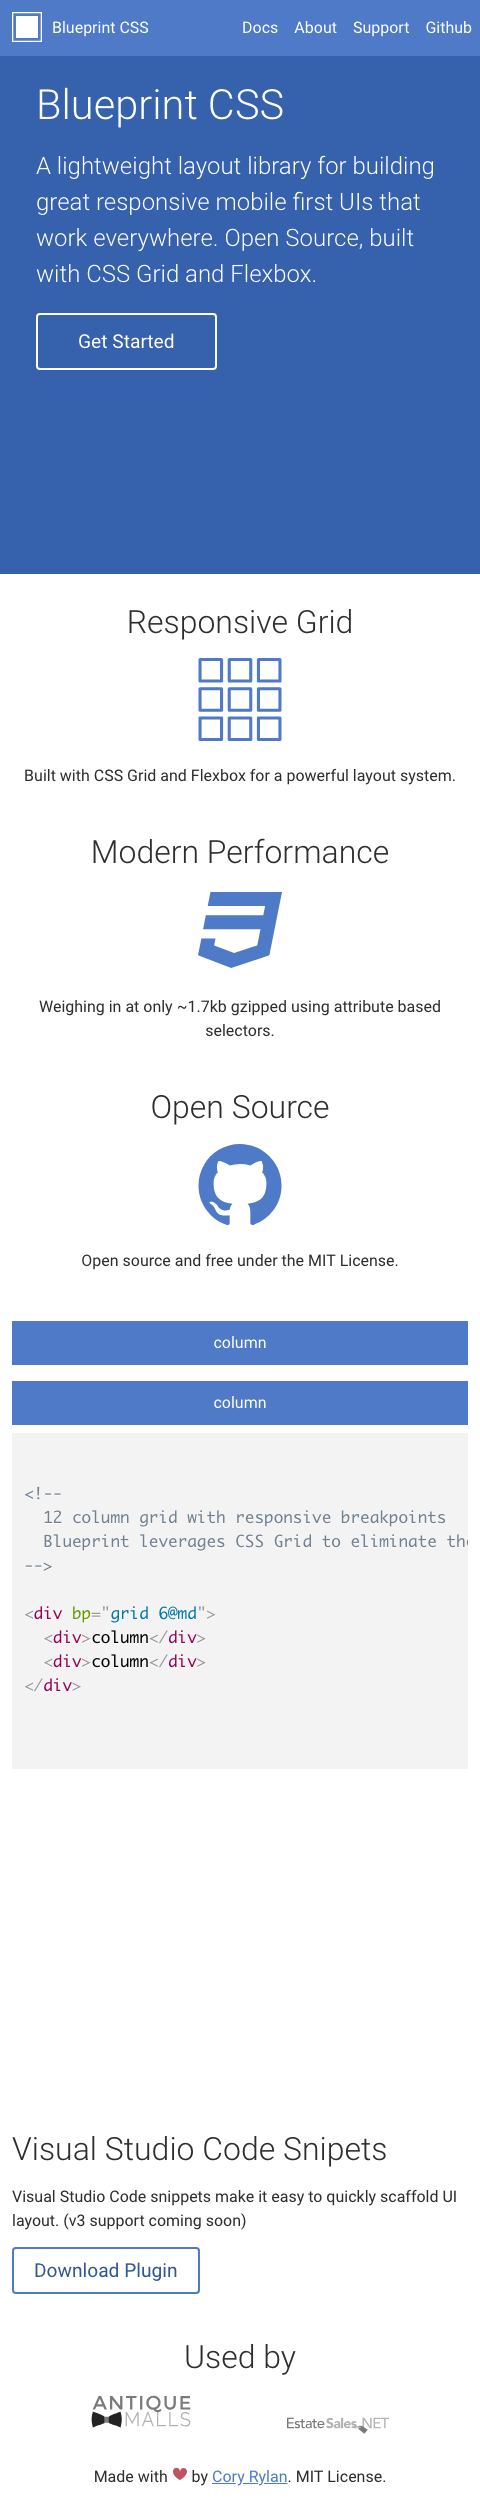 Blueprint CSS Docs About Support Github
Blueprint CSS
A lightweight layout library for building
great responsive mobile first UIs that
work everywhere. Open Source, built
with CSS Grid and Flexbox.
Get Started
Responsive Grid
Built with CSS Grid and Flexbox for a powerful layout system.
Modern Performance
Weighing in at only ~1.7kb gzipped using attribute based
selectors.
Open Source
Open source and free under the MIT License.
column
column
<!--
12 column grid with responsive breakpoints
Blueprint leverages CSS Grid to eliminate
-->
<div bp="grid 6@md">
<div>column</div>
<div>column</div>
</div>
Visual Studio Code Snipets
Visual Studio Code snippets make it easy to quickly scaffold UI
layout. (v3 support coming soon)
Download Plugin
Used by
ANTIQUE
MALLS
EstateSales.NET
Made with by Cory Rylan. MIT License.